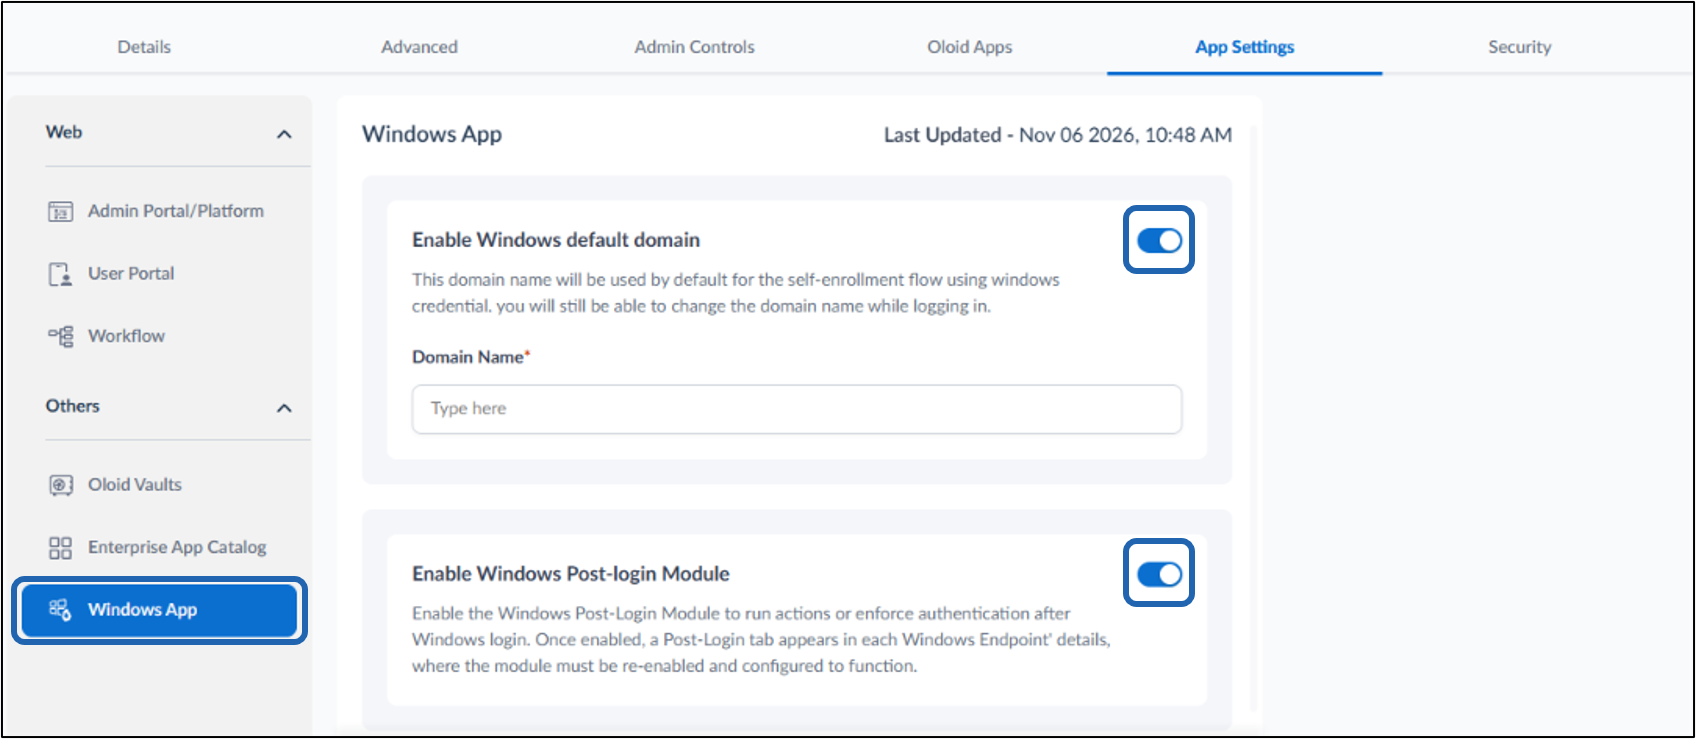 Details
Advanced
Admin Controls
Oloid Apps
App Settings
Security
Web
Admin Portal/Platform
User Portal
Workflow
Others
Oloid Vaults
Enterprise App Catalog
Windows App
Windows App
Last Updated - Nov 06 2026, 10:48 AM
Enable Windows default domain
This domain name will be used by default for the self-enrollment flow using windows
credential. you will still be able to change the domain name while logging in.
Domain Name*
Type here
Enable Windows Post-login Module
Enable the Windows Post-Login Module to run actions or enforce authentication after
Windows login. Once enabled, a Post-Login tab appears in each Windows Endpoint' details,
where the module must be re-enabled and configured to function.